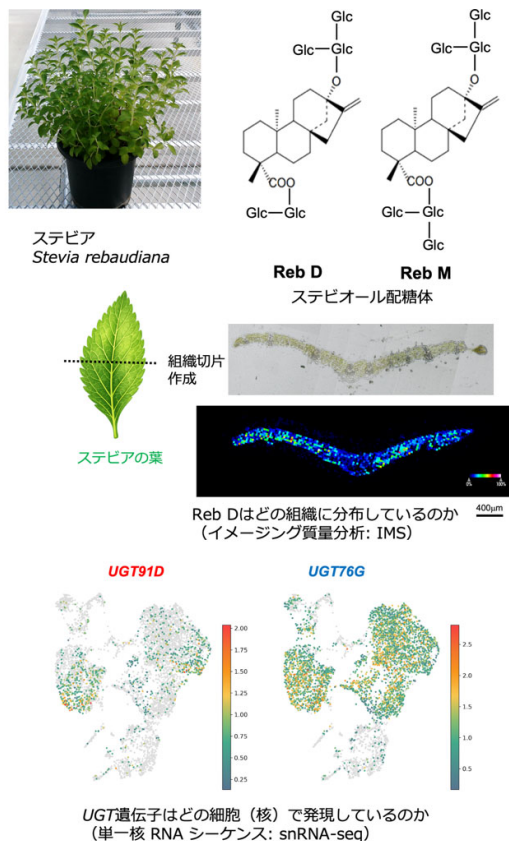 Glc
Glc—Glc
O
COO
Glc—Glc
Glc
Glc—Glc
O
COO
Glc—Glc
Glc
ステビア
Stevia rebaudiana
Reb D
Reb M
ステビオール配糖体
組織切片
作成
ステビアの葉
0%
100%
Reb Dはどの組織に分布しているのか
（イメージング質量分析: IMS）
400μm
UGT91D
UGT76G
2.00
1.75
1.50
1.25
1.00
0.75
0.50
0.25
2.5
2.0
1.5
1.0
0.5
UGT遺伝子はどの細胞（核）で発現しているのか
（単一核 RNA シーケンス: snRNA-seq）